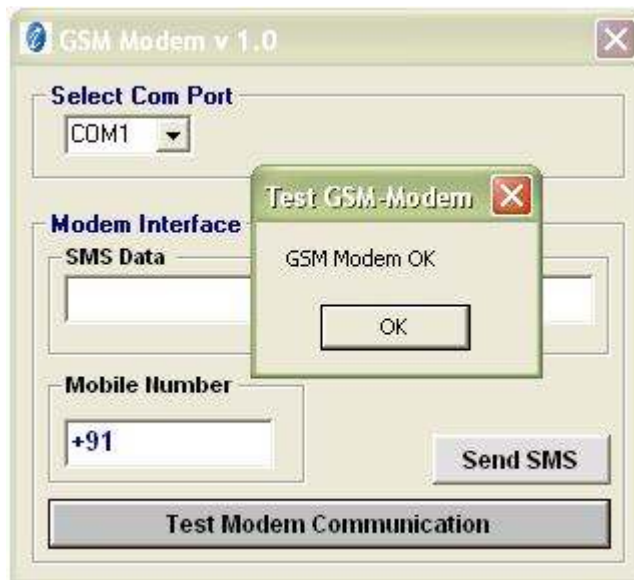 GSM Modem v 1.0
Select Com Port
COM1
Test GSM-Modem
Modem Interface
SMS Data
GSM Modem OK
OK
Mobile Number
+91
Send SMS
Test Modem Communication